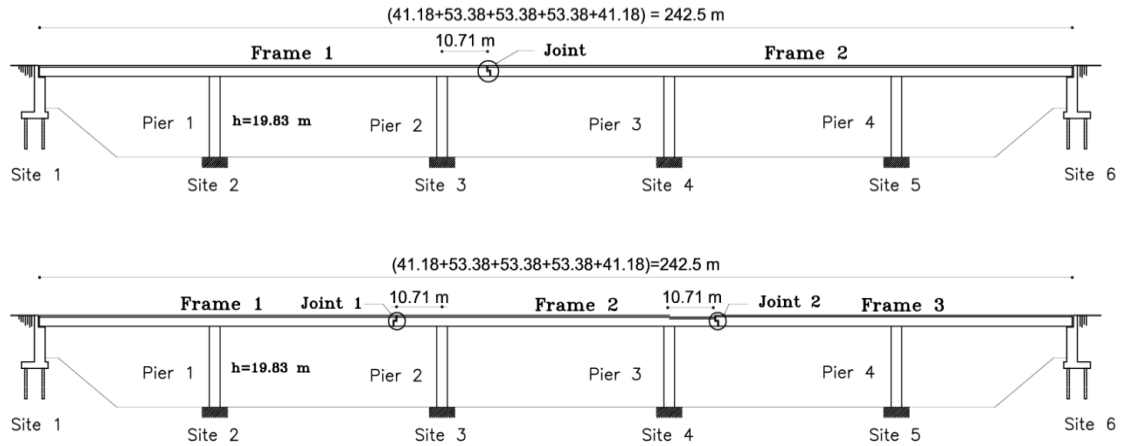 (41.18+53.38+53.38+53.38+41.18) = 242.5 m
10.71 m
Joint
Frame 1
Frame 2
Pier 1
h=19.83 m
Pier 2
Pier 3
Pier 4
Site 1
Site 2
Site 3
Site 4
Site 5
Site 6
(41.18+53.38+53.38+53.38+41.18)=242.5 m
Frame 1
Joint 1
10.71 m
Frame 2
10.71 m
Joint 2
Frame 3
Pier 1
h=19.83 m
Pier 2
Pier 3
Pier 4
Site 1
Site 2
Site 3
Site 4
Site 5
Site 6